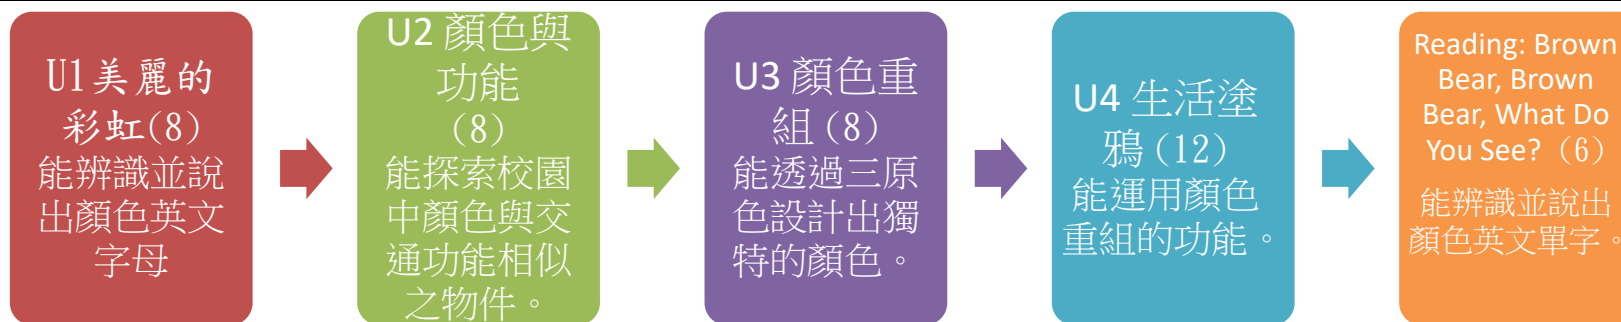 U1美麗的
彩虹(8)
能辨識並說
出顏色英文
字母
U2 顏色與
功能
(8)
能探索校園
中顏色與交
通功能相似
之物件。
U3 顏色重
組(8)
能透過三原
色設計出獨
特的顏色。
U4 生活塗
鴉(12)
能運用顏色
重組的功能。
Reading: Brown
Bear, Brown
Bear, What Do
You See? (6)
能辨識並說出
顏色英文單字。